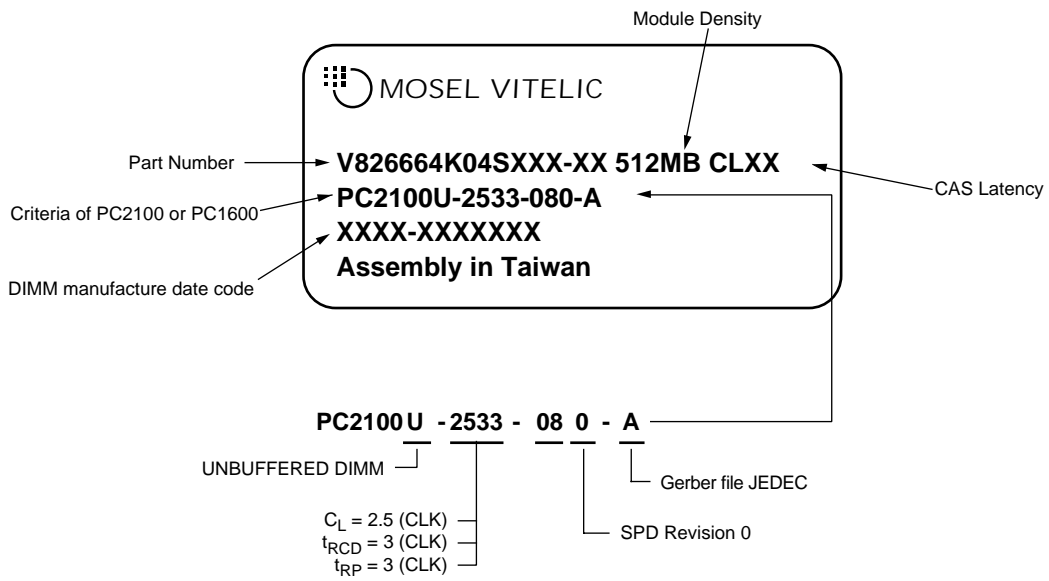 Module Density
MOSEL VITELIC
Part Number
V826664K04SXXX-XX 512MB CLXX
CAS Latency
Criteria of PC2100 or PC1600
PC2100U-2533-080-A
XXXX-XXXXXXX
DIMM manufacture date code
Assembly in Taiwan
PC2100U - 2533 - 08 0 - A
UNBUFFERED DIMM
Gerber file JEDEC
CL = 2.5 (CLK)
SPD Revision 0
tRCD = 3 (CLK)
tRP = 3 (CLK)